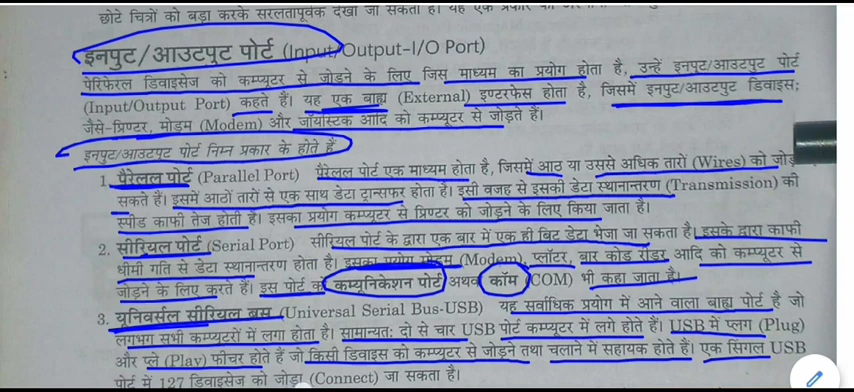 छोटे चित्रों को बड़ा करके सरलतापूर्वक देखा जा सकता है। यह एक प्रकार का
इनपुट/आउटपुट पोर्ट (Input/Output-I/O Port)
पेरिफेरल डिवाइसेज को कम्प्यूटर से जोड़ने के लिए जिस माध्यम का प्रयोग होता है, उन्हें इनपुट/आउटपुट पोर्ट
(Input/Output Port) कहते हैं। यह एक बाह्य (External) इण्टरफेस होता है, जिसमें इनपुट/आउटपुट डिवाइस;
जैसे-प्रिण्टर, मोडम (Modem) और जॉयस्टिक आदि को कम्प्यूटर से जोड़ते हैं।
इनपुट/आउटपुट पोर्ट निम्न प्रकार के होते हैं
1. पैरेलल पोर्ट (Parallel Port) पैरेलल पोर्ट एक माध्यम होता है, जिसमें आठ या उससे अधिक तारों (Wires) को जोड़
सकते हैं। इसमें आठों तारों से एक साथ डेटा ट्रान्सफर होता है। इसी वजह से इसकी डेटा स्थानान्तरण (Transmission) की
स्पीड काफी तेज होती है। इसका प्रयोग कम्प्यूटर से प्रिण्टर को जोड़ने के लिए किया जाता है।
2. सीरियल पोर्ट (Serial Port) सीरियल पोर्ट के द्वारा एक बार में एक ही बिट डेटा भेजा जा सकता है। इसके द्वारा काफी
धीमी गति से डेटा स्थानान्तरण होता है। इसका प्रयोग मोडम (Modem), प्लॉटर, बार कोड रीडर आदि को कम्प्यूटर से
जोड़ने के लिए करते हैं। इस पोर्ट को कम्यूनिकेशन पोर्ट अथवा कॉम (COM) भी कहा जाता है।
3. यूनिवर्सल सीरियल बस (Universal Serial Bus-USB) यह सर्वाधिक प्रयोग में आने वाला बाह्य पोर्ट है जो
लगभग सभी कम्प्यूटरों में लगा होता है। सामान्यतः दो से चार USB पोर्ट कम्प्यूटर में लगे होते हैं। USB में प्लग (Plug)
और प्ले (Play) फीचर होते हैं जो किसी डिवाइस को कम्प्यूटर से जोड़ने तथा चलाने में सहायक होते हैं। एक सिंगल USB
पोर्ट में 127 डिवाइसेज को जोड़ा (Connect) जा सकता है।